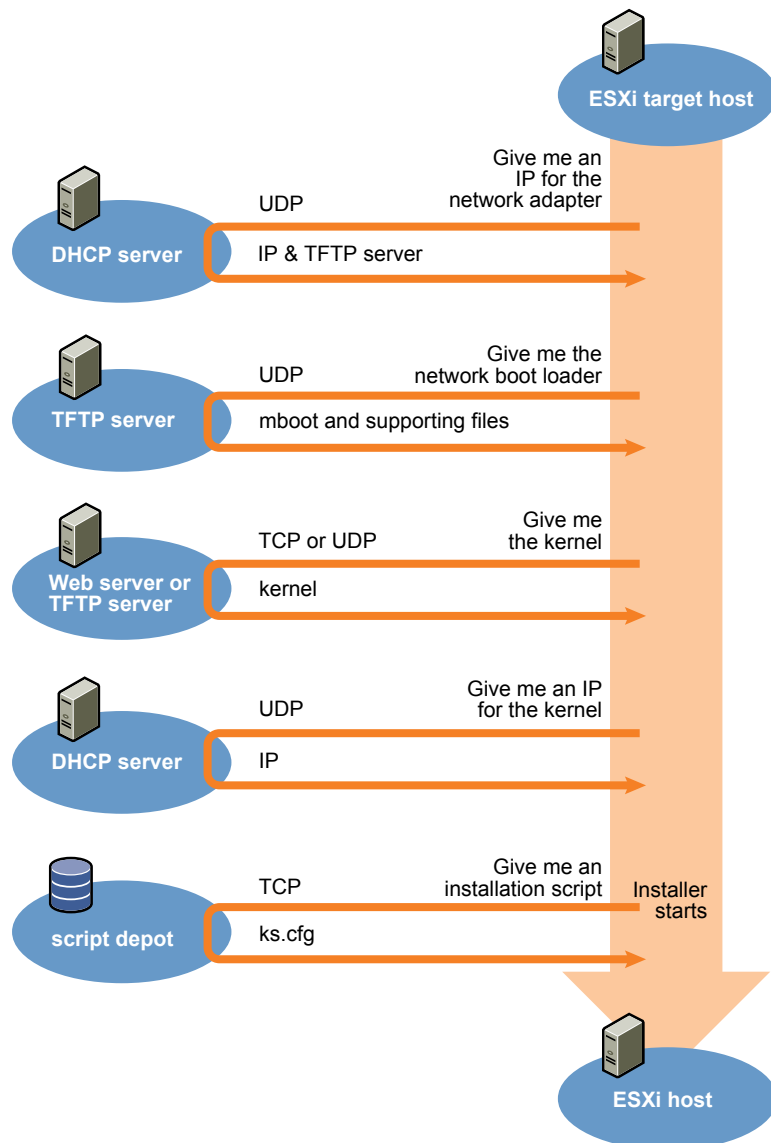 ESXi target host
Give me an
IP for the
network adapter
UDP
DHCP server
IP & TFTP server
Give me the
network boot loader
UDP
TFTP server
mboot and supporting files
Give me
the kernel
TCP or UDP
Web server or
TFTP server
kernel
Give me an IP
for the kernel
UDP
DHCP server
IP
Give me an
installation script
TCP
Installer
starts
script depot
ks.cfg
ESXi host